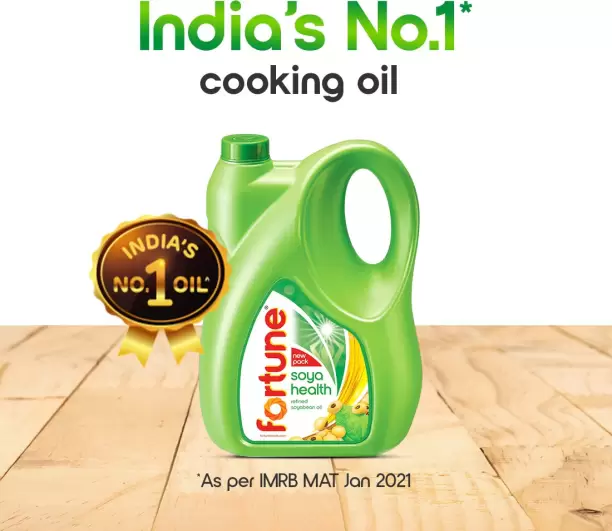 India's No.1*
cooking oil
INDIA'S
NO. 1 OIL^
fortune®
new
pack
soya
health
refined
soyabean oil
^As per IMRB MAT Jan 2021